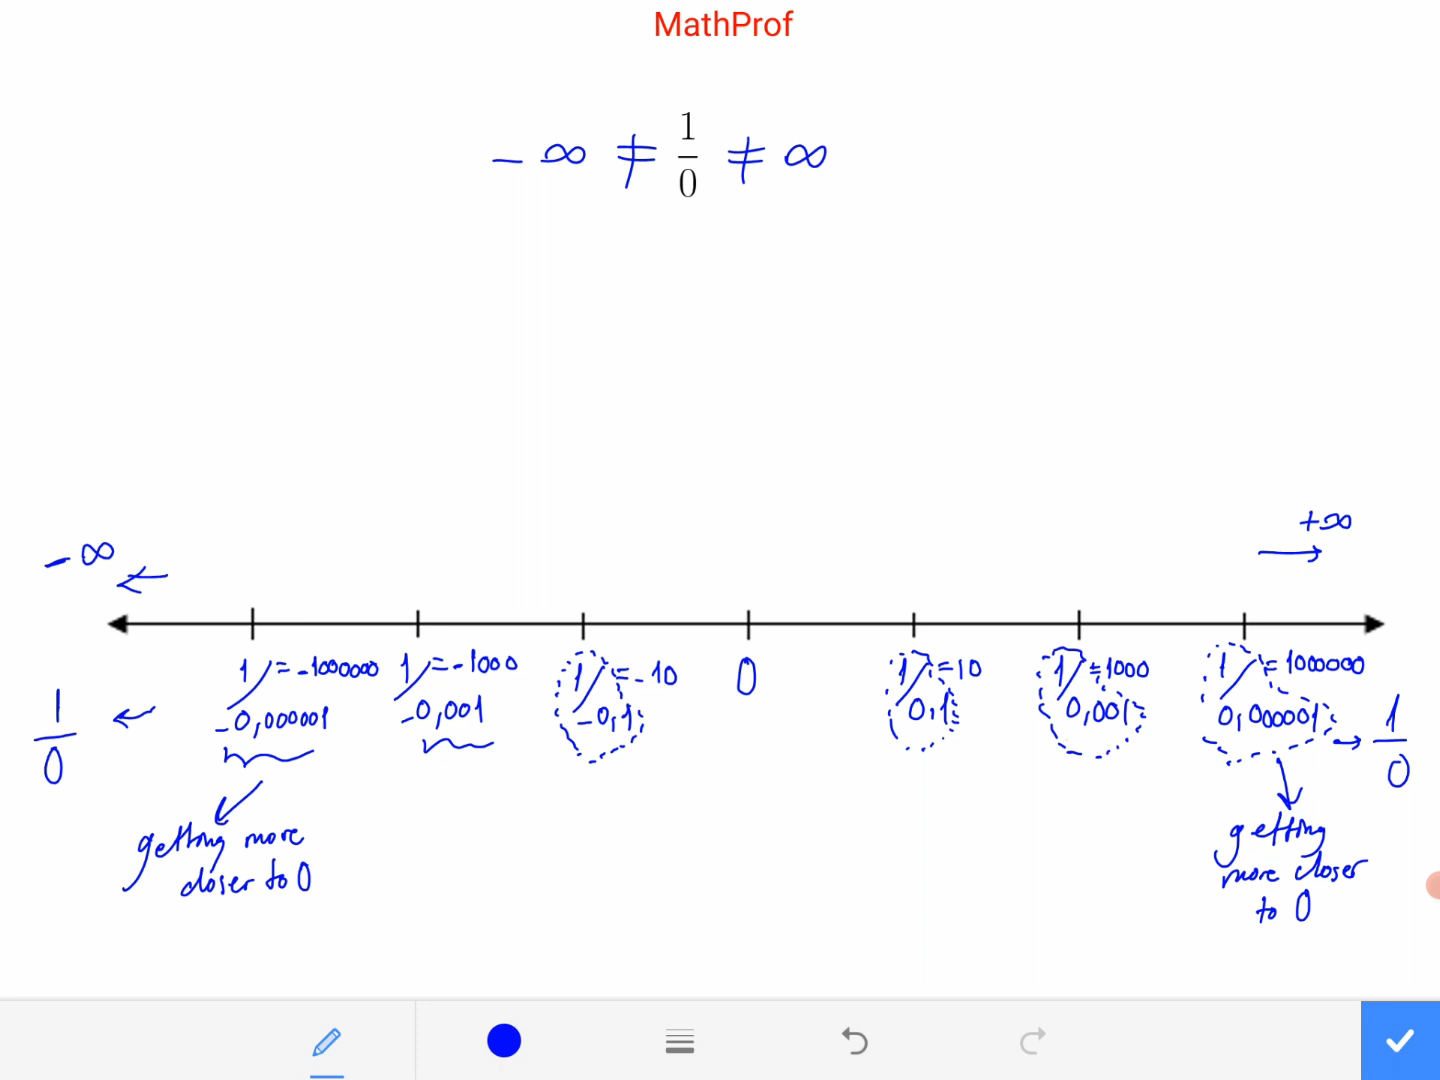 MathProf
- ∞ ≠ 1/0 ≠ ∞
+∞
- ∞
1/-0,000001 = -1000000 1/-0,001 = -1000 1/-0,1 = -10 0 1/0,1 = 10 1/0,001 = 1000 1/0,000001 = 1000000
1/0 ← → 1/0
getting more
closer to 0
getting
more closer
to 0